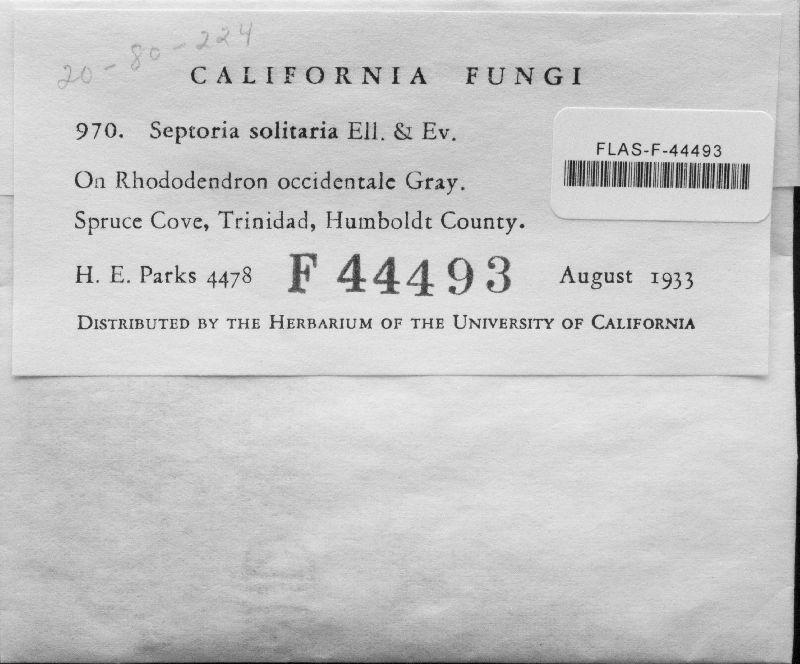 20-80-224
CALIFORNIA FUNGI
970. Septoria solitaria Ell. & Ev.
FLAS-F-44493
On Rhododendron occidentale Gray.
Spruce Cove, Trinidad, Humboldt County.
H. E. Parks 4478 F 44493 August 1933
DISTRIBUTED BY THE HERBARIUM OF THE UNIVERSITY OF CALIFORNIA